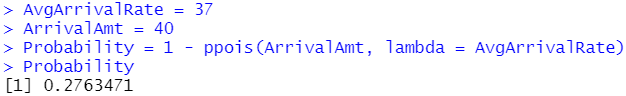 > AvgArrivalRate = 37
> ArrivalAmt = 40
> Probability = 1 - ppois(ArrivalAmt, lambda = AvgArrivalRate)
> Probability
[1] 0.2763471